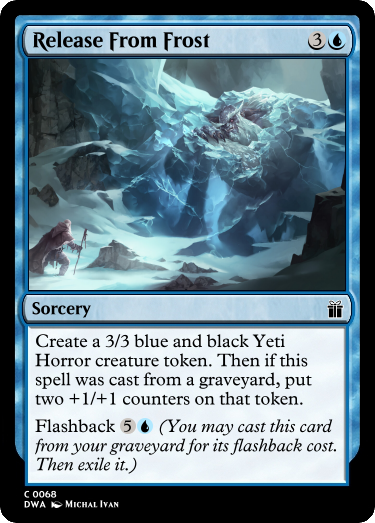 Release From Frost 3
Sorcery
Create a 3/3 blue and black Yeti
Horror creature token. Then if this
spell was cast from a graveyard, put
two +1/+1 counters on that token.
Flashback 5 (You may cast this card
from your graveyard for its flashback cost.
Then exile it.)
C 0068
DWA Michal Ivan